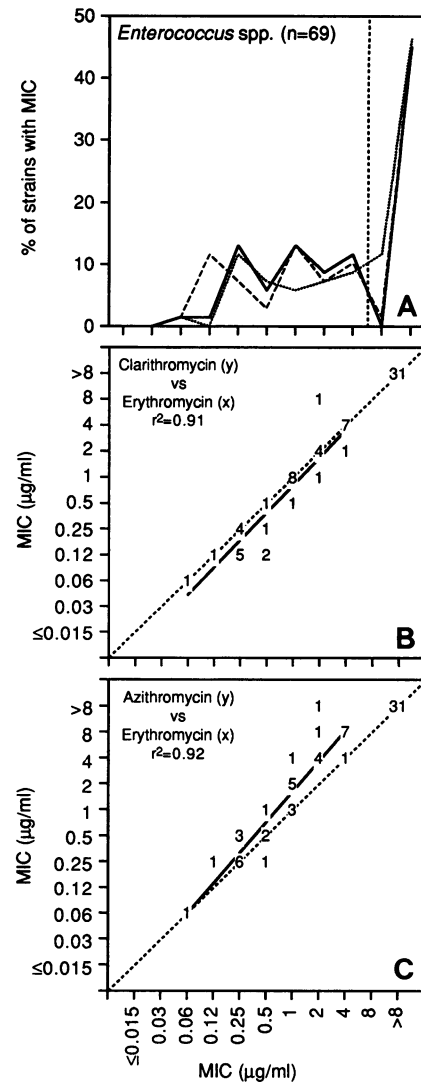 50
Enterococcus spp. (n=69)
40
30
20
10
0
% of strains with MIC
A
>8
8
4
2
1
0.5
0.25
0.12
0.06
0.03
≤0.015
MIC (μg/ml)
Clarithromycin (y)
vs
Erythromycin (x)
r²=0.91
31
1
7
4 1
8 1
1 1
4 1
1 5 2
1
B
>8
8
4
2
1
0.5
0.25
0.12
0.06
0.03
≤0.015
MIC (μg/ml)
Azithromycin (y)
vs
Erythromycin (x)
r²=0.92
1 31
1 7
1 4 1
5
1 3
3 2
1 6 1
1
C
≤0.015
0.03
0.06
0.12
0.25
0.5
1
2
4
8
>8
MIC (μg/ml)